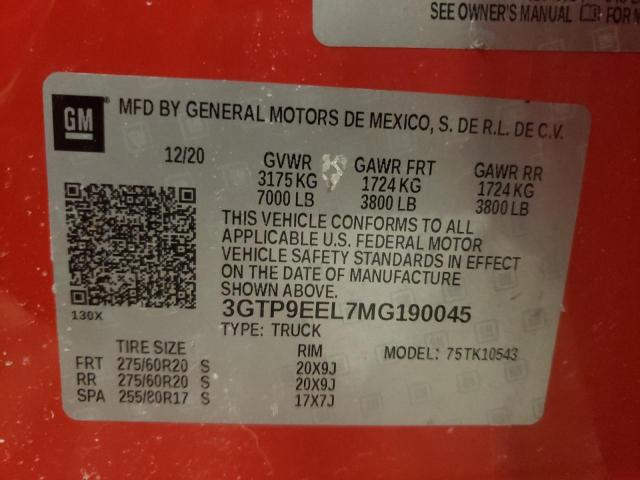 SEE OWNER'S MANUAL FOR
GM
MFD BY GENERAL MOTORS DE MEXICO, S. DE R.L. DE C.V.
12/20 GVWR GAWR FRT GAWR RR
3175 KG 1724 KG 1724 KG
7000 LB 3800 LB 3800 LB
THIS VEHICLE CONFORMS TO ALL
APPLICABLE U.S. FEDERAL MOTOR
VEHICLE SAFETY STANDARDS IN EFFECT
ON THE DATE OF MANUFACTURE
SHOWN ABOVE.
130X 3GTP9EEL7MG190045
TYPE: TRUCK
TIRE SIZE RIM MODEL: 75TK10543
FRT 275/60R20 S 20X9J
RR 275/60R20 S 20X9J
SPA 255/80R17 S 17X7J